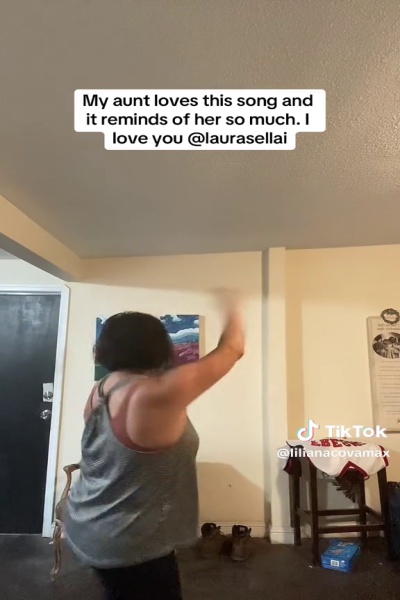 My aunt loves this song and
it reminds of her so much. I
love you @laurasellai
TikTok
@lilianacovamax